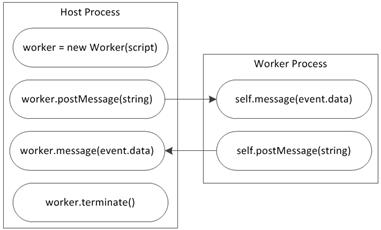 Host Process
worker = new Worker(script)
Worker Process
worker.postMessage(string)
self.message(event.data)
worker.message(event.data)
self.postMessage(string)
worker.terminate()